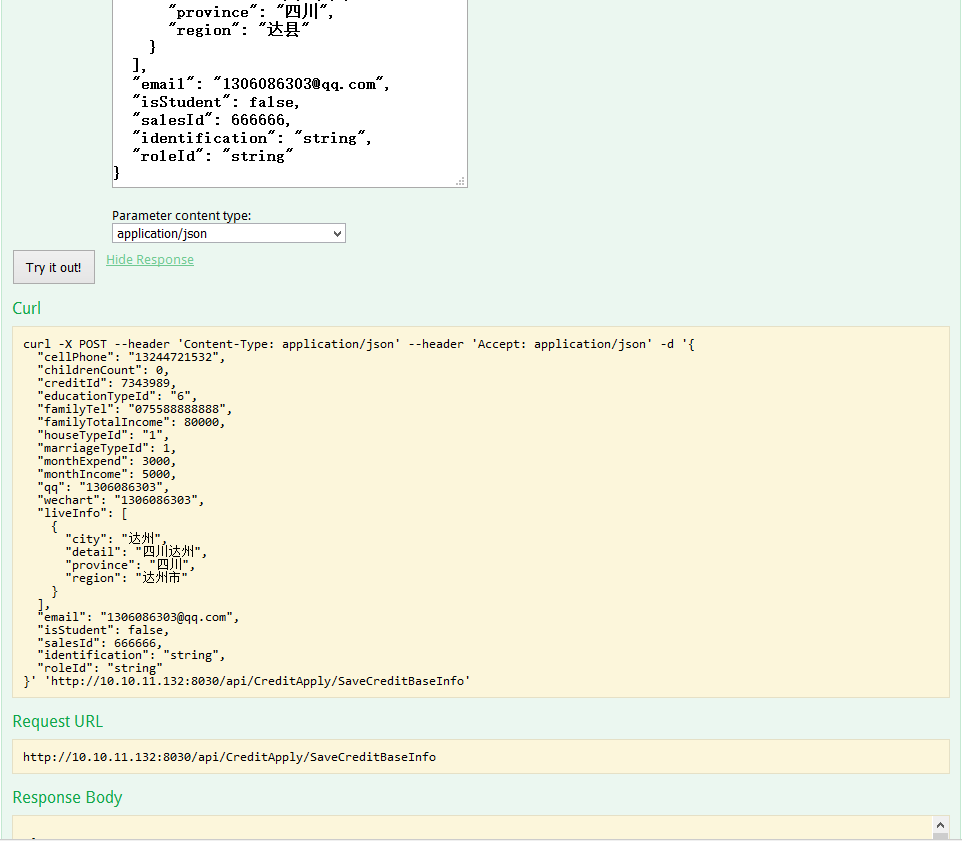 "province": "四川",
"region": "达县"
}
],
"email": "1306086303@qq.com",
"isStudent": false,
"salesId": 666666,
"identification": "string",
"roleId": "string"
}
Parameter content type:
application/json
Try it out! Hide Response
Curl
curl -X POST --header 'Content-Type: application/json' --header 'Accept: application/json' -d '{
"cellPhone": "13244721532",
"childrenCount": 0,
"creditId": 7343989,
"educationTypeId": "6",
"familyTel": "075588888888",
"familyTotalIncome": 80000,
"houseTypeId": "1",
"marriageTypeId": 1,
"monthExpend": 3000,
"monthIncome": 5000,
"qq": "1306086303",
"wechart": "1306086303",
"liveInfo": [
{
"city": "达州",
"detail": "四川达州",
"province": "四川",
"region": "达州市"
}
],
"email": "1306086303@qq.com",
"isStudent": false,
"salesId": 666666,
"identification": "string",
"roleId": "string"
}' 'http://10.10.11.132:8030/api/CreditApply/SaveCreditBaseInfo'
Request URL
http://10.10.11.132:8030/api/CreditApply/SaveCreditBaseInfo
Response Body